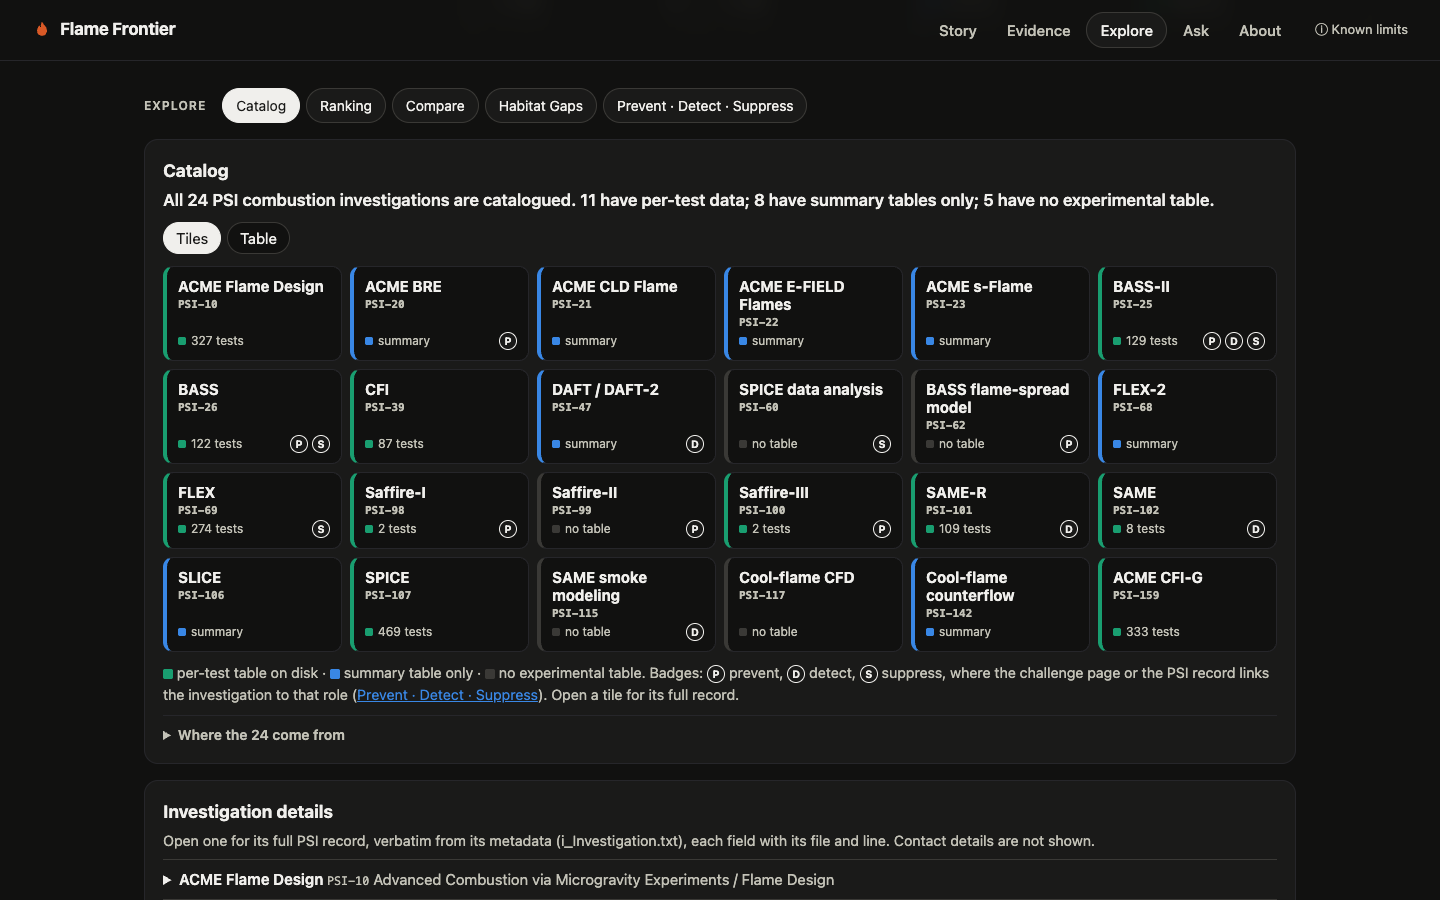 Flame Frontier
Story Evidence Explore Ask About ⓘ Known limits
EXPLORE Catalog Ranking Compare Habitat Gaps Prevent · Detect · Suppress
Catalog
All 24 PSI combustion investigations are catalogued. 11 have per-test data; 8 have summary tables only; 5 have no experimental table.
Tiles Table
ACME Flame Design
PSI-10
327 tests
ACME BRE
PSI-20
summary P
ACME CLD Flame
PSI-21
summary
ACME E-FIELD
Flames
PSI-22
summary
ACME s-Flame
PSI-23
summary
BASS-II
PSI-25
129 tests P D S
BASS
PSI-26
122 tests P S
CFI
PSI-39
87 tests
DAFT / DAFT-2
PSI-47
summary D
SPICE data analysis
PSI-60
no table S
BASS flame-spread
model
PSI-62
no table P
FLEX-2
PSI-68
summary
FLEX
PSI-69
274 tests S
Saffire-I
PSI-98
2 tests P
Saffire-II
PSI-99
no table P
Saffire-III
PSI-100
2 tests P
SAME-R
PSI-101
109 tests D
SAME
PSI-102
8 tests D
SLICE
PSI-106
summary
SPICE
PSI-107
469 tests
SAME smoke
modeling
PSI-115
no table D
Cool-flame CFD
PSI-117
no table
Cool-flame
counterflow
PSI-142
summary
ACME CFI-G
PSI-159
333 tests
per-test table on disk · summary table only · no experimental table. Badges: P prevent, D detect, S suppress, where the challenge page or the PSI record links
the investigation to that role (Prevent · Detect · Suppress). Open a tile for its full record.
▶ Where the 24 come from
Investigation details
Open one for its full PSI record, verbatim from its metadata (i_Investigation.txt), each field with its file and line. Contact details are not shown.
▶ ACME Flame Design PSI-10 Advanced Combustion via Microgravity Experiments / Flame Design